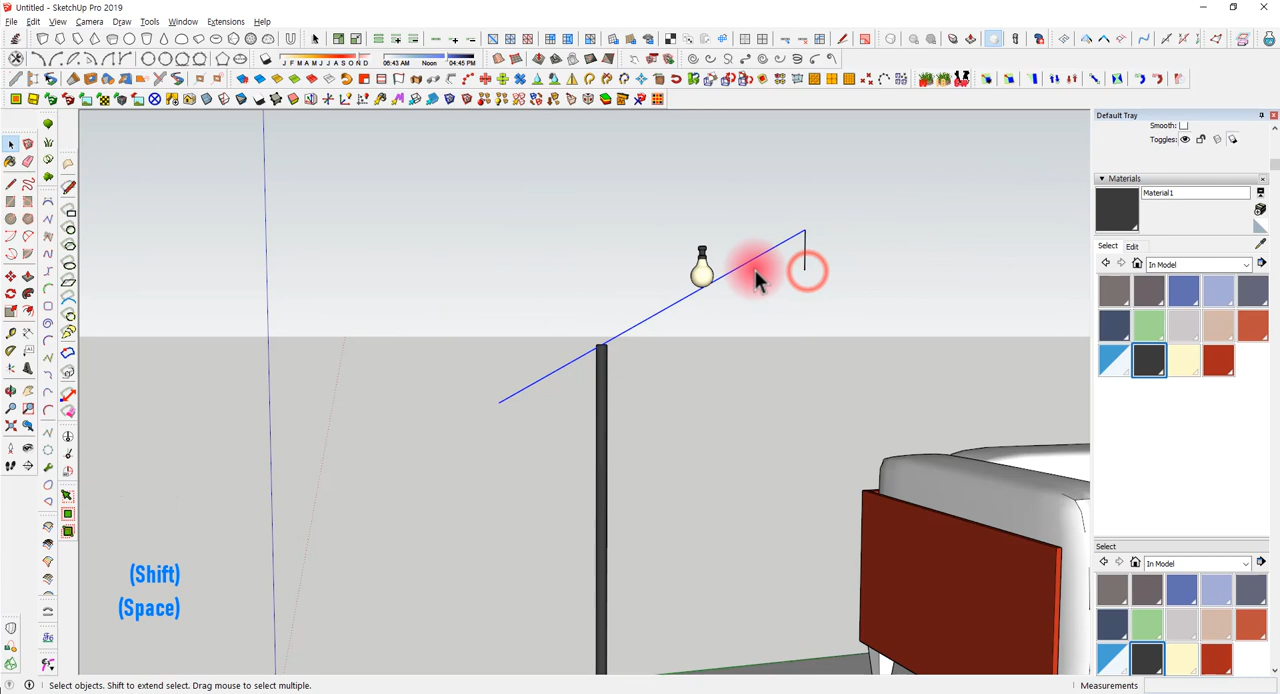 Untitled - SketchUp Pro 2019
File Edit View Camera Draw Tools Window Extensions Help
J F M A M J J A S O N D 06:43 AM Noon 04:45 PM
Default Tray
Smooth:
Toggles:
Materials
Material1
Select Edit
In Model
Select
In Model
(Shift)
(Space)
Select objects. Shift to extend select. Drag mouse to select multiple.
Measurements